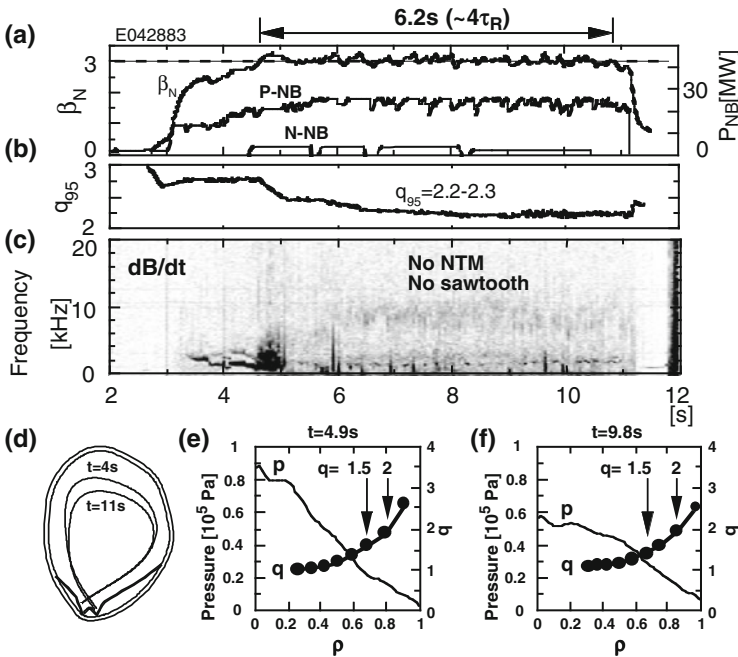 (a)
E042883
6.2s (~4τR)
3
βN
0
βN
P-NB
N-NB
30
0
PNB[MW]
(b)
3
q95
2
q95=2.2-2.3
(c)
20
10
0
Frequency
[kHz]
dB/dt
No NTM
No sawtooth
2 4 6 8 10 12
[s]
(d)
t=4s
t=11s
(e)
t=4.9s
Pressure [10⁵ Pa]
1
0.8
0.6
0.4
0.2
0
p
q= 1.5 2
q
4
3
2
1
0
q
0 0.2 0.4 0.6 0.8 1
ρ
(f)
t=9.8s
Pressure [10⁵ Pa]
1
0.8
0.6
0.4
0.2
0
p
q= 1.5 2
q
4
3
2
1
0
q
0 0.2 0.4 0.6 0.8 1
ρ